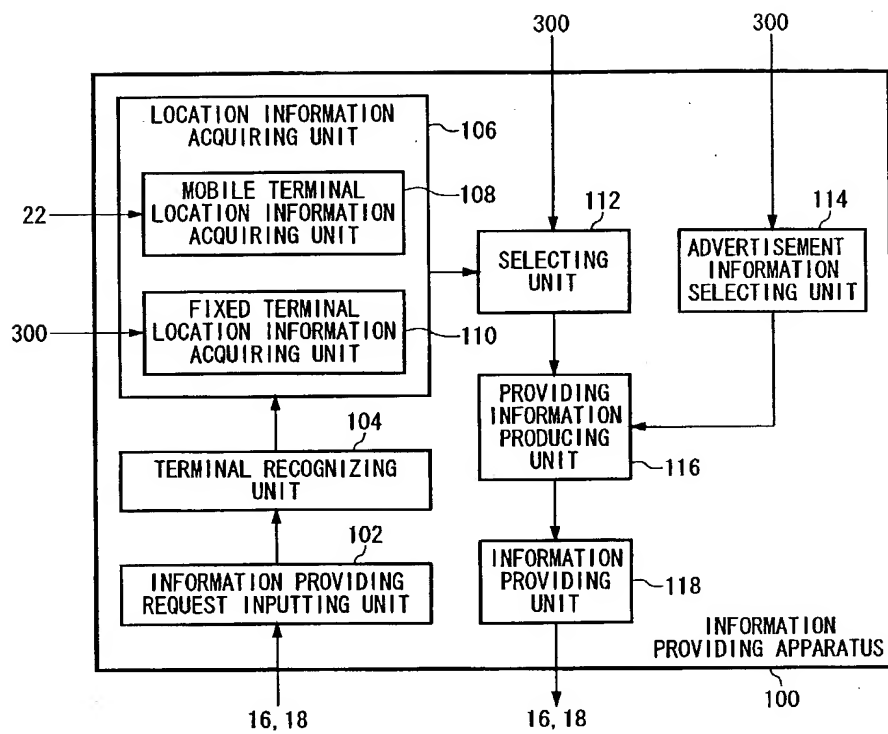 300
300
LOCATION INFORMATION
ACQUIRING UNIT
106
MOBILE TERMINAL
LOCATION INFORMATION
ACQUIRING UNIT
108
22
FIXED TERMINAL
LOCATION INFORMATION
ACQUIRING UNIT
110
300
112
SELECTING
UNIT
114
ADVERTISEMENT
INFORMATION
SELECTING UNIT
104
TERMINAL RECOGNIZING
UNIT
PROVIDING
INFORMATION
PRODUCING
UNIT
116
102
INFORMATION PROVIDING
REQUEST INPUTTING UNIT
INFORMATION
PROVIDING
UNIT
118
INFORMATION
PROVIDING APPARATUS
100
16, 18
16, 18